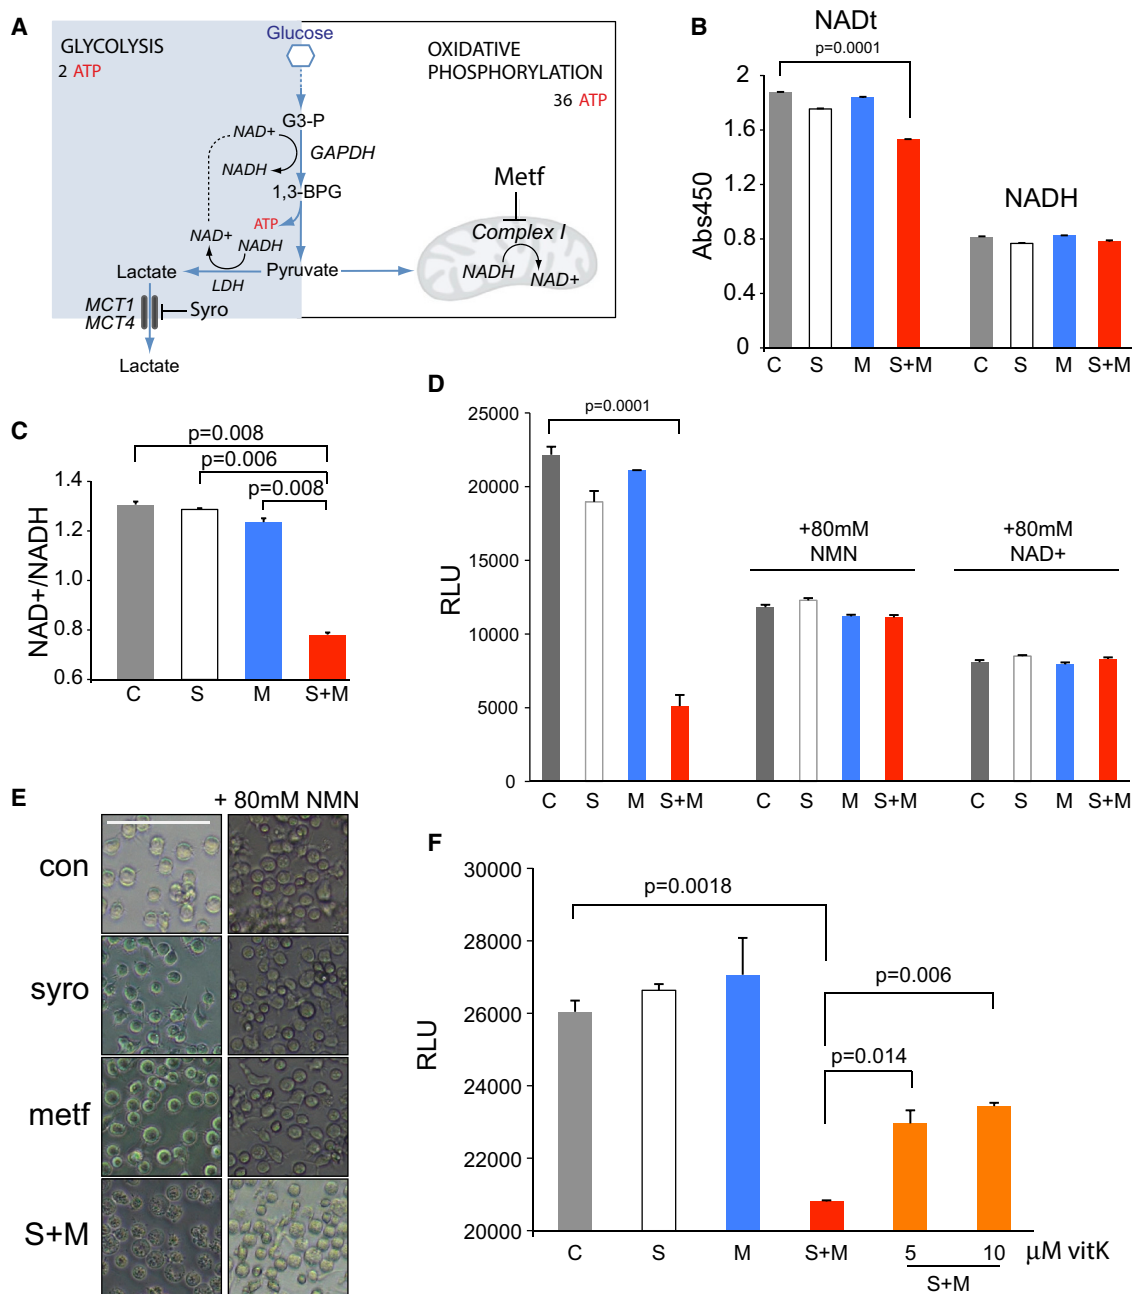 A
GLYCOLYSIS
2 ATP
Glucose
OXIDATIVE
PHOSPHORYLATION
36 ATP
G3-P
NAD+
GAPDH
NADH
1,3-BPG
ATP
NAD+
NADH
Lactate
LDH
Pyruvate
MCT1
MCT4
Syro
Lactate
Metf
Complex I
NADH
NAD+
B
NADt
p=0.0001
NADH
Abs450
2
1.6
1.2
0.8
0.4
0
C S M S+M C S M S+M
C
p=0.008
p=0.006
p=0.008
NAD+/NADH
1.4
1.2
1.0
0.8
0.6
C S M S+M
D
p=0.0001
RLU
25000
20000
15000
10000
5000
0
+80mM
NMN
+80mM
NAD+
C S M S+M C S M S+M C S M S+M
E
+ 80mM NMN
con
syro
metf
S+M
F
p=0.0018
p=0.006
p=0.014
RLU
30000
28000
26000
24000
22000
20000
C S M S+M 5 10 μM vitK
S+M